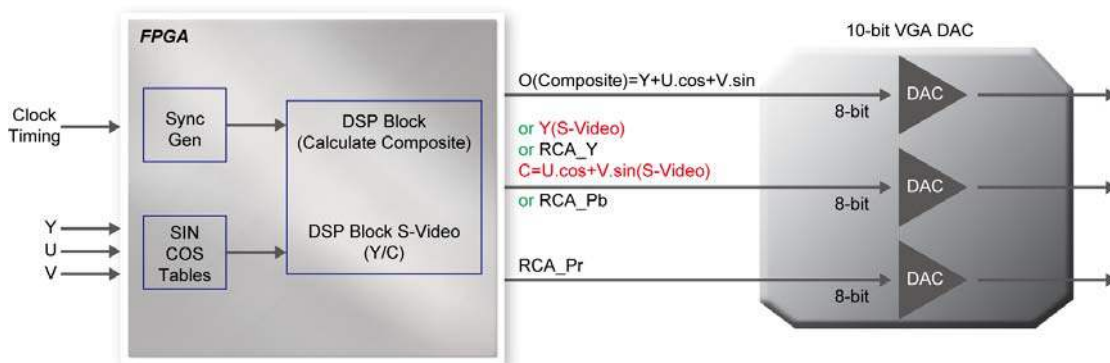 FPGA
10-bit VGA DAC
Clock
Timing
Sync
Gen
DSP Block
(Calculate Composite)
O(Composite)=Y+U.cos+V.sin
8-bit
DAC
or Y(S-Video)
or RCA_Y
C=U.cos+V.sin(S-Video)
or RCA_Pb
8-bit
DAC
Y
U
V
SIN
COS
Tables
DSP Block S-Video
(Y/C)
RCA_Pr
8-bit
DAC